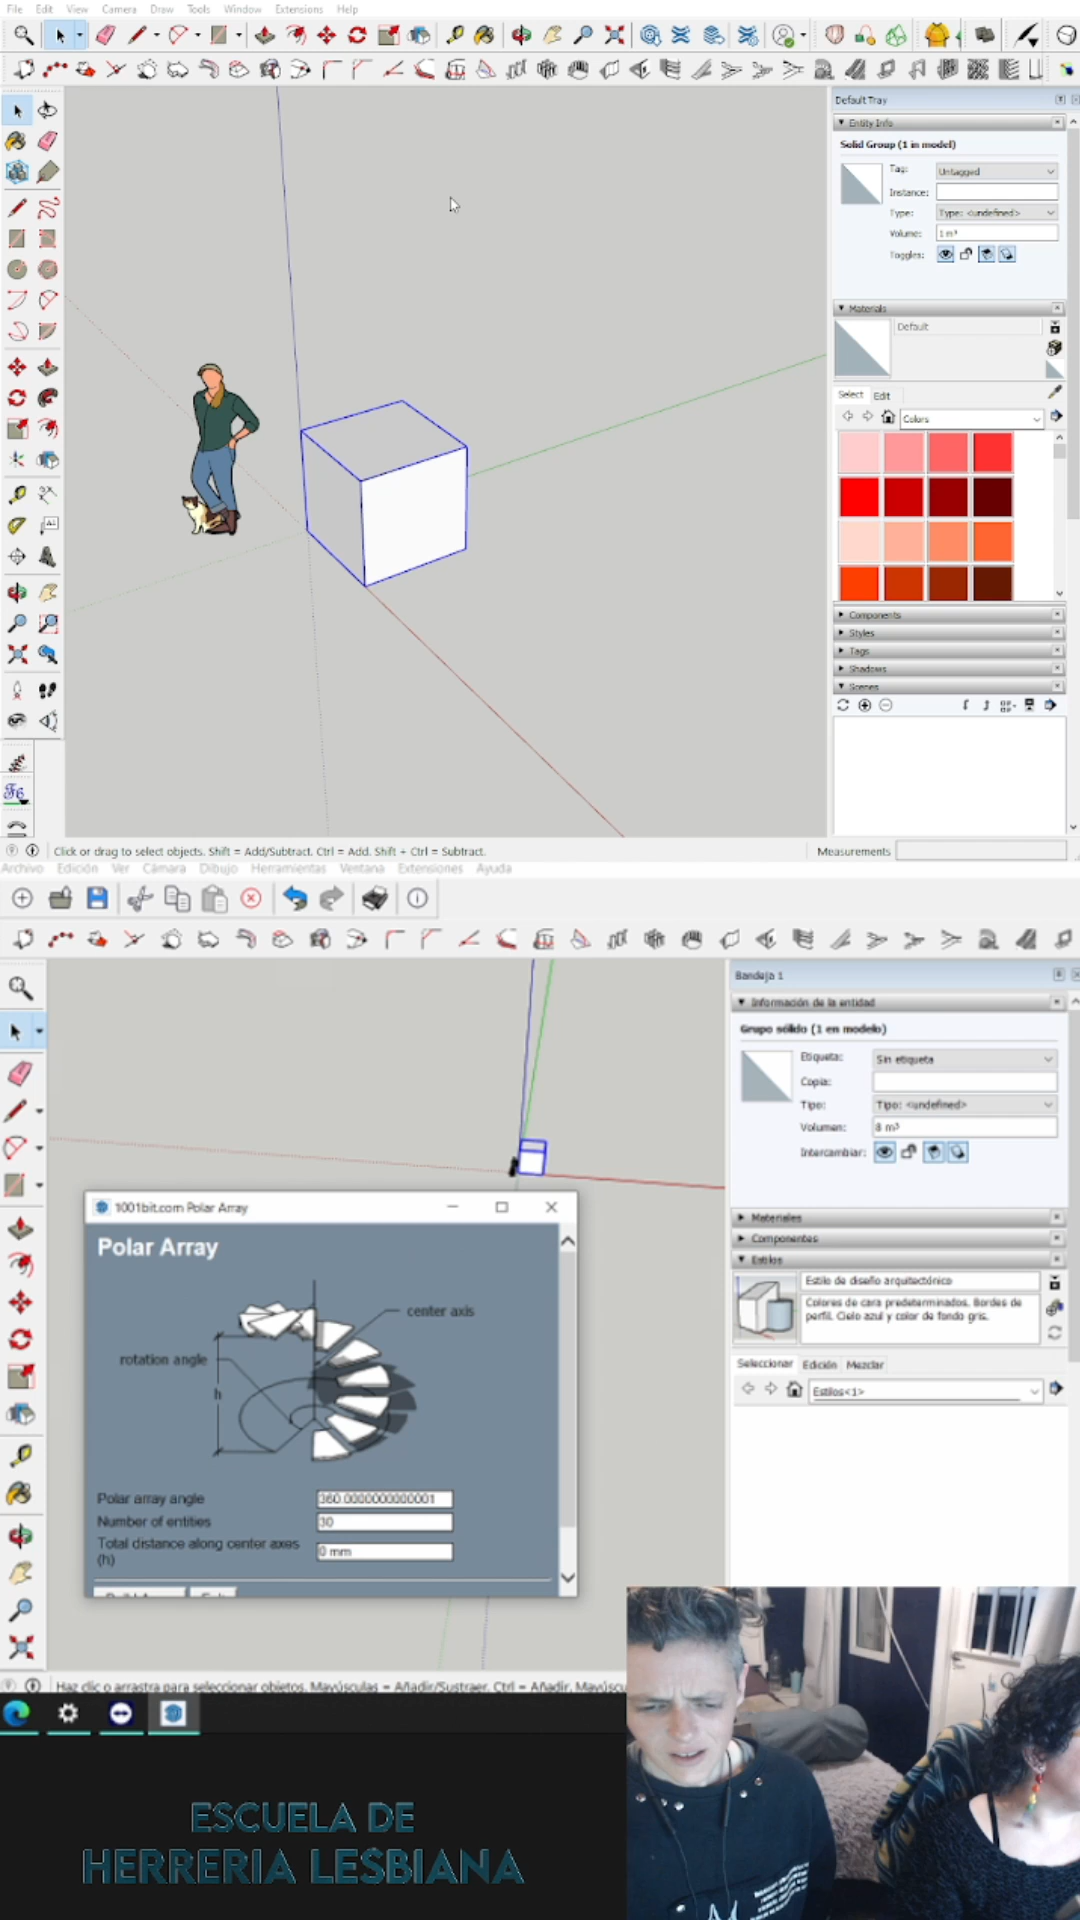 File Edit View Camera Draw Tools Window Extensions Help
Default Tray
Entity Info
Solid Group (1 in model)
Tag: Untagged
Instance:
Type: Type: <undefined>
Volume: 1 m³
Toggles:
Materials
Default
Select Edit
Colors
Components
Styles
Tags
Shadows
Scenes
Click or drag to select objects. Shift = Add/Subtract. Ctrl = Add. Shift + Ctrl = Subtract.
Measurements
Archivo Edición Ver Cámara Dibujo Herramientas Ventana Extensiones Ayuda
Bandeja 1
Información de la entidad
Grupo sólido (1 en modelo)
Etiqueta: Sin etiqueta
Copia:
Tipo: Tipo: <undefined>
Volumen: 8 m³
Intercambiar:
Materiales
Componentes
Estilos
Estilo de diseño arquitectónico
Colores de cara predeterminados. Bordes de
perfil. Cielo azul y color de fondo gris.
Seleccionar Edición Mezclar
Estilos<1>
1001bit.com Polar Array
Polar Array
center axis
rotation angle
h
Polar array angle 360.0000000000001
Number of entities 30
Total distance along center axes
(h) 0 mm
Haz clic o arrastra para seleccionar objetos. Mayúsculas = Añadir/Sustraer. Ctrl = Añadir. Mayúscu
ESCUELA DE
HERRERIA LESBIANA